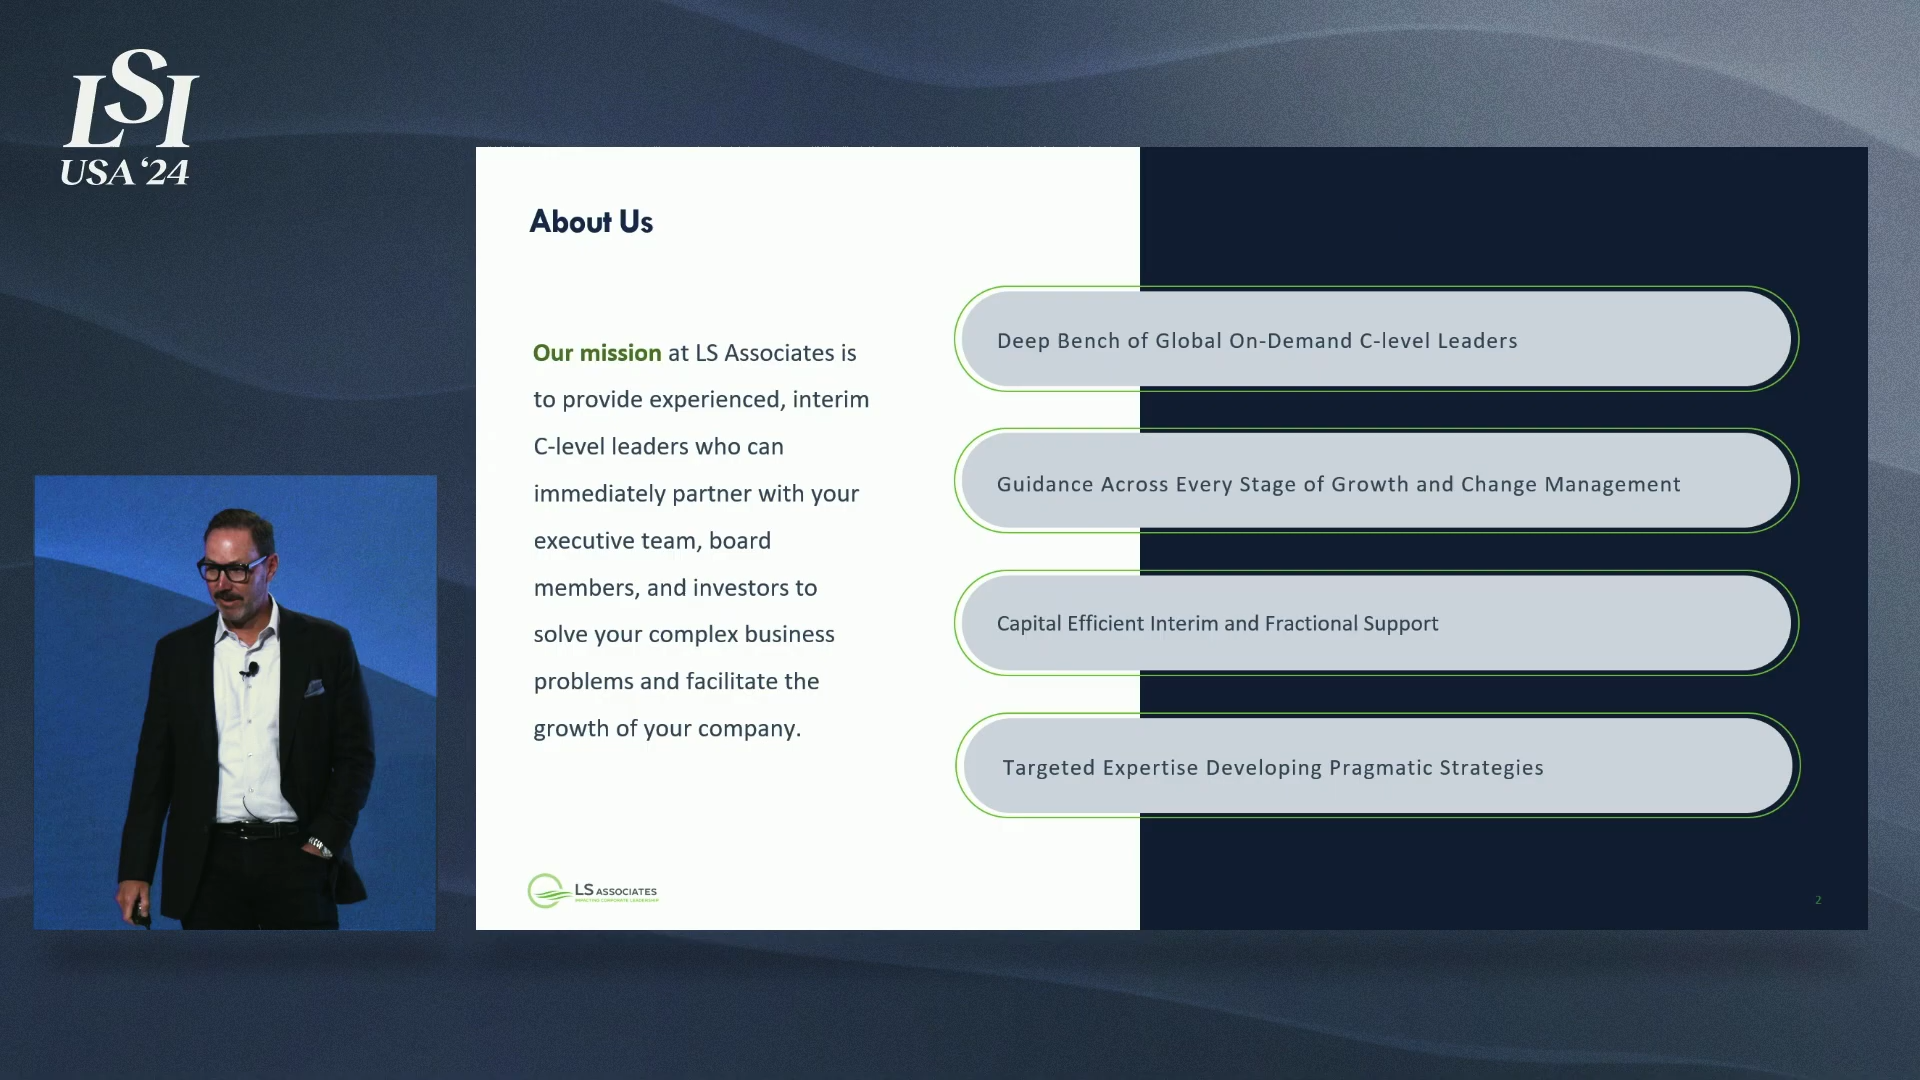 LSI
USA '24
About Us
Our mission at LS Associates is
to provide experienced, interim
C-level leaders who can
immediately partner with your
executive team, board
members, and investors to
solve your complex business
problems and facilitate the
growth of your company.
Deep Bench of Global On-Demand C-level Leaders
Guidance Across Every Stage of Growth and Change Management
Capital Efficient Interim and Fractional Support
Targeted Expertise Developing Pragmatic Strategies
LS ASSOCIATES
IMPACTING CORPORATE LEADERSHIP
2